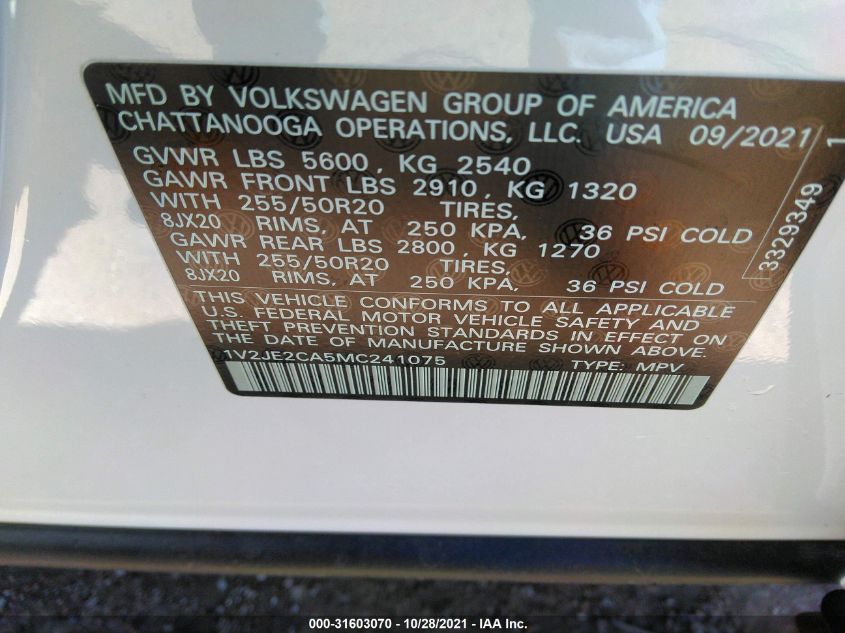 MFD BY VOLKSWAGEN GROUP OF AMERICA
CHATTANOOGA OPERATIONS, LLC. USA 09/2021
GVWR LBS 5600, KG 2540
GAWR FRONT LBS 2910, KG 1320
WITH 255/50R20 TIRES,
8JX20 RIMS, AT 250 KPA, 36 PSI COLD
GAWR REAR LBS 2800, KG 1270
WITH 255/50R20 TIRES,
8JX20 RIMS, AT 250 KPA, 36 PSI COLD
THIS VEHICLE CONFORMS TO ALL APPLICABLE
U.S. FEDERAL MOTOR VEHICLE SAFETY AND
THEFT PREVENTION STANDARDS IN EFFECT ON
THE DATE OF MANUFACTURE SHOWN ABOVE.
1V2JE2CA5MC241075 TYPE: MPV
3329349
1
000-31603070 - 10/28/2021 - IAA Inc.